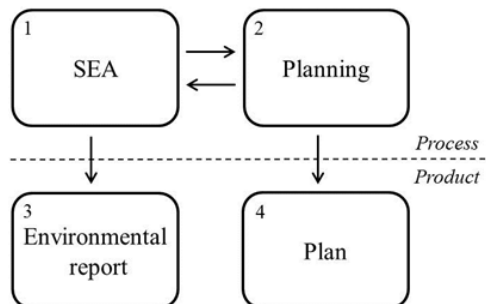 1
SEA
2
Planning
Process
Product
3
Environmental
report
4
Plan